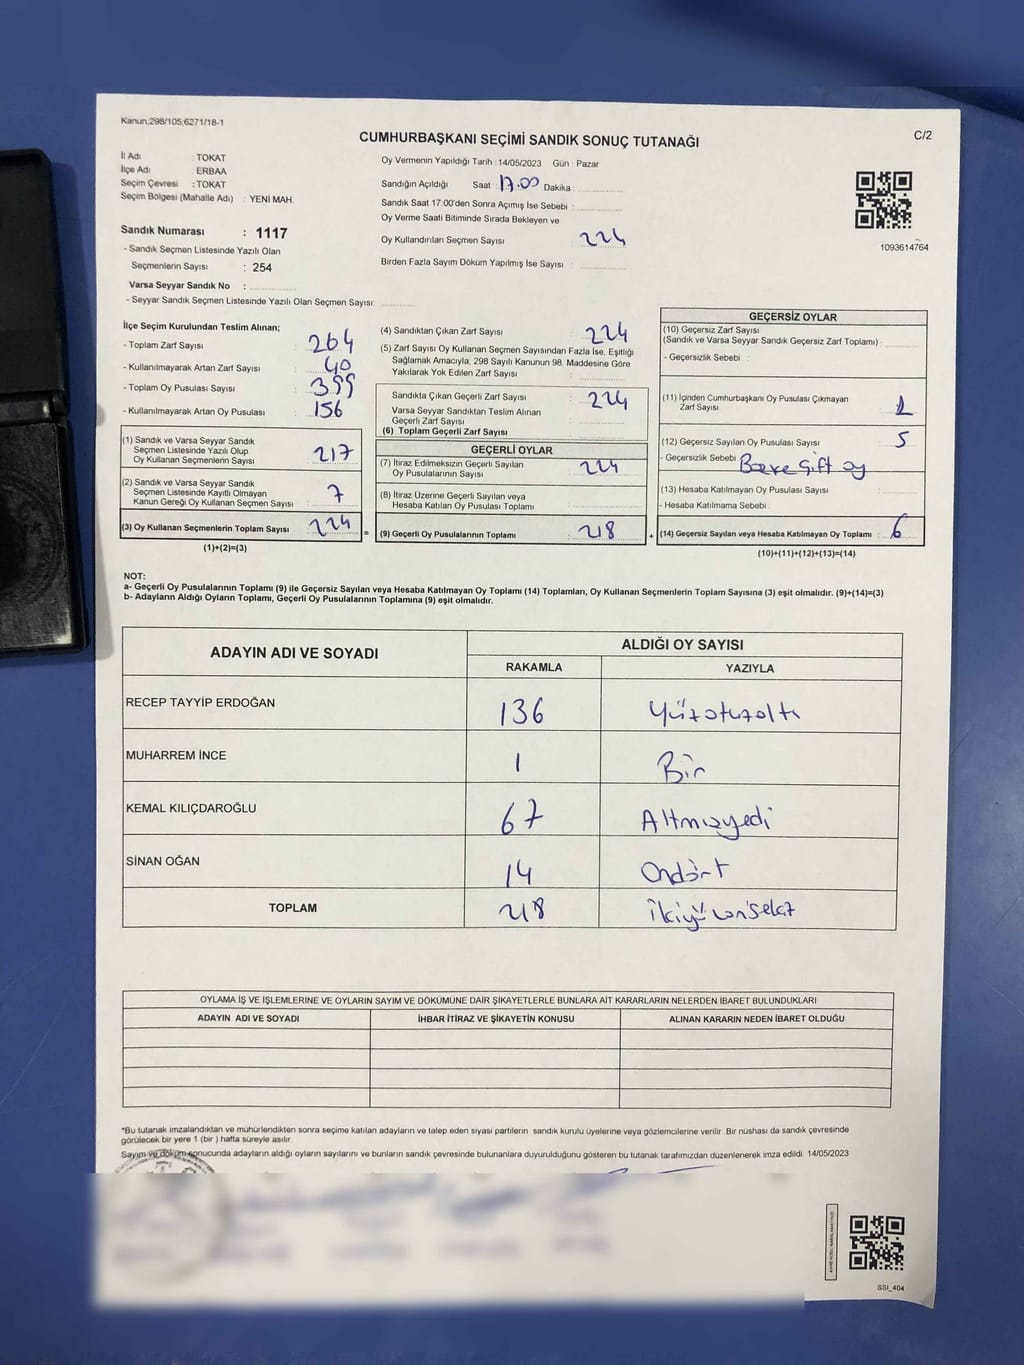 Kanun,298/105;6271/18-1
C/2
CUMHURBAŞKANI SEÇİMİ SANDIK SONUÇ TUTANAĞI
İl Adı : TOKAT
İlçe Adı : ERBAA
Seçim Çevresi : TOKAT
Seçim Bölgesi (Mahalle Adı) : YENİ MAH.
Sandık Numarası : 1117
- Sandık Seçmen Listesinde Yazılı Olan
Seçmenlerin Sayısı : 254
Varsa Seyyar Sandık No :
- Seyyar Sandık Seçmen Listesinde Yazılı Olan Seçmen Sayısı:
Oy Vermenin Yapıldığı Tarih : 14/05/2023 Gün : Pazar
Sandığın Açıldığı Saat : 17.00 Dakika :
Sandık Saat 17:00'den Sonra Açımış İse Sebebi :
Oy Verme Saati Bitiminde Sırada Bekleyen ve
Oy Kullandırılan Seçmen Sayısı : 224
Birden Fazla Sayım Döküm Yapılmış İse Sayısı :
1093614764
İlçe Seçim Kurulundan Teslim Alınan;
- Toplam Zarf Sayısı : 264
- Kullanılmayarak Artan Zarf Sayısı : 40
- Toplam Oy Pusulası Sayısı : 399
- Kullanılmayarak Artan Oy Pusulası : 156
(1) Sandık ve Varsa Seyyar Sandık
Seçmen Listesinde Yazılı Olup
Oy Kullanan Seçmenlerin Sayısı : 217
(2) Sandık ve Varsa Seyyar Sandık
Seçmen Listesinde Kayıtlı Olmayan
Kanun Gereği Oy Kullanan Seçmen Sayısı : 7
(3) Oy Kullanan Seçmenlerin Toplam Sayısı : 224
(1)+(2)=(3)
=
(4) Sandıktan Çıkan Zarf Sayısı : 224
(5) Zarf Sayısı Oy Kullanan Seçmen Sayısından Fazla İse, Eşitliği
Sağlamak Amacıyla; 298 Sayılı Kanunun 98. Maddesine Göre
Yakılarak Yok Edilen Zarf Sayısı :
Sandıkta Çıkan Geçerli Zarf Sayısı : 224
Varsa Seyyar Sandıktan Teslim Alınan
Geçerli Zarf Sayısı :
(6) Toplam Geçerli Zarf Sayısı :
GEÇERLİ OYLAR
(7) İtiraz Edilmeksizin Geçerli Sayılan
Oy Pusulalarının Sayısı : 224
(8) İtiraz Üzerine Geçerli Sayılan veya
Hesaba Katılan Oy Pusulası Toplamı :
(9) Geçerli Oy Pusulalarının Toplamı : 218
+
GEÇERSİZ OYLAR
(10) Geçersiz Zarf Sayısı
(Sandık ve Varsa Seyyar Sandık Geçersiz Zarf Toplamı) :
- Geçersizlik Sebebi :
(11) İçinden Cumhurbaşkanı Oy Pusulası Çıkmayan
Zarf Sayısı : 1
(12) Geçersiz Sayılan Oy Pusulası Sayısı : 5
- Geçersizlik Sebebi : çift oy
(13) Hesaba Katılmayan Oy Pusulası Sayısı :
- Hesaba Katılmama Sebebi :
(14) Geçersiz Sayılan veya Hesaba Katılmayan Oy Toplamı : 6
(10)+(11)+(12)+(13)=(14)
NOT:
a- Geçerli Oy Pusulalarının Toplamı (9) ile Geçersiz Sayılan veya Hesaba Katılmayan Oy Toplamı (14) Toplamları, Oy Kullanan Seçmenlerin Toplam Sayısına (3) eşit olmalıdır. (9)+(14)=(3)
b- Adayların Aldığı Oyların Toplamı, Geçerli Oy Pusulalarının Toplamına (9) eşit olmalıdır.
ADAYIN ADI VE SOYADI
ALDIĞI OY SAYISI
RAKAMLA YAZIYLA
RECEP TAYYİP ERDOĞAN 136 Yüzotuzaltı
MUHARREM İNCE 1 Bir
KEMAL KILIÇDAROĞLU 67 Altmışyedi
SİNAN OĞAN 14 Ondört
TOPLAM 218 İkiyüzonsekiz
OYLAMA İŞ VE İŞLEMLERİNE VE OYLARIN SAYIM VE DÖKÜMÜNE DAİR ŞİKAYETLERLE BUNLARA AİT KARARLARIN NELERDEN İBARET BULUNDUKLARI
ADAYIN ADI VE SOYADI İHBAR İTİRAZ VE ŞİKAYETİN KONUSU ALINAN KARARIN NEDEN İBARET OLDUĞU
*Bu tutanak imzalandıktan ve mühürlendikten sonra seçime katılan adayların ve talep eden siyasi partilerin sandık kurulu üyelerine veya gözlemcilerine verilir. Bir nüshası da sandık çevresinde
görülecek bir yere 1 (bir) hafta süreyle asılır.
Sayım ve döküm sonucunda adayların aldığı oyların sayılarını ve bunların sandık çevresinde bulunanlara duyurulduğunu gösteren bu tutanak tarafımızdan düzenlenerek imza edildi. 14/05/2023
SSI_404